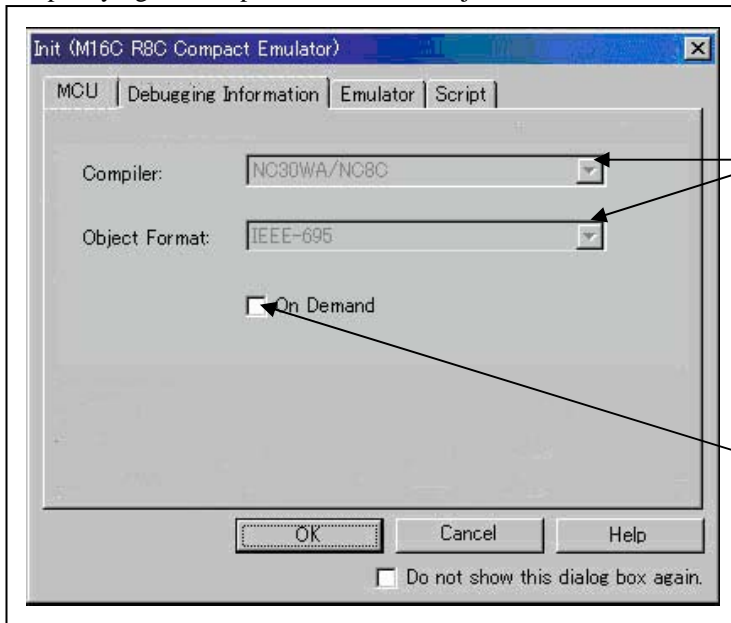 Init (M16C R8C Compact Emulator)
MCU Debugging Information Emulator Script
Compiler: NC30WA/NC8C
Object Format: IEEE-695
On Demand
OK Cancel Help
Do not show this dialog box again.